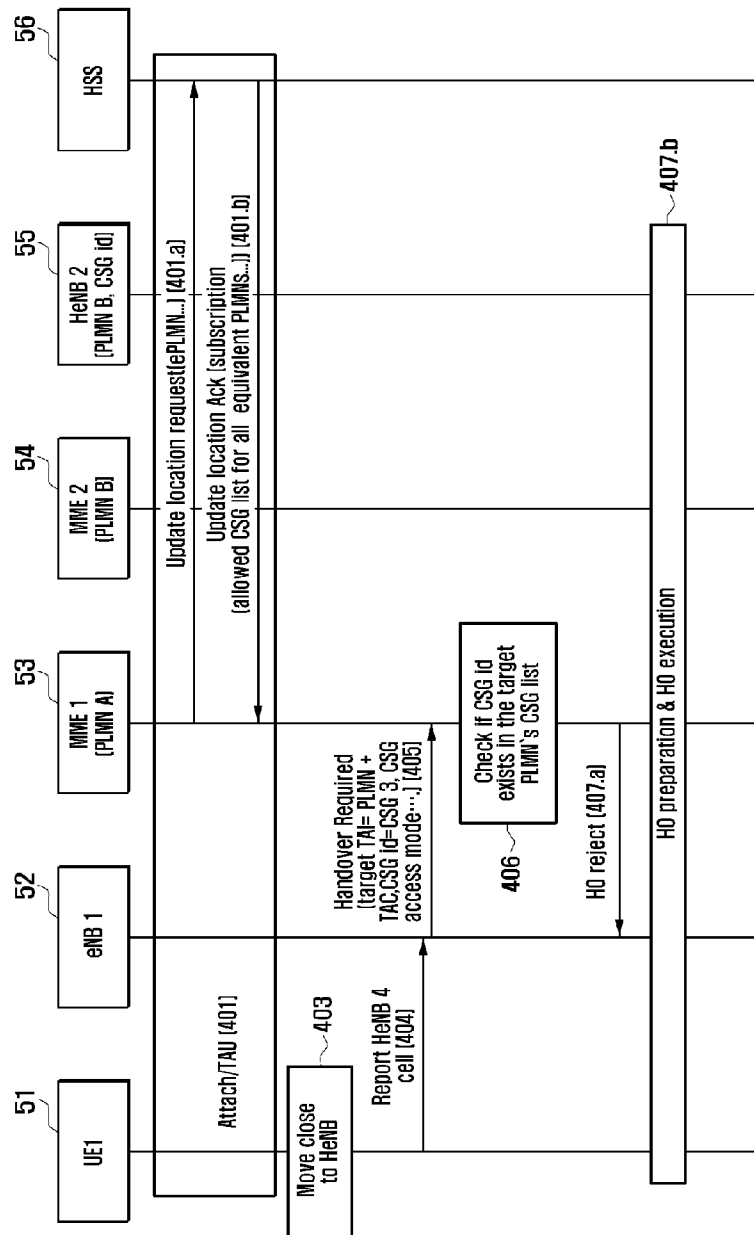 51
UE1
52
eNB 1
53
MME 1
(PLMN A)
54
MME 2
(PLMN B)
55
HeNB 2
(PLMN B, CSG id)
56
HSS
Attach/TAU (401)
Update location request(ePLMN...) (401.a)
Update location Ack (subscription
(allowed CSG list for all equivalent PLMNs...)) (401.b)
Move close
to HeNB
403
Report HeNB 4
cell (404)
Handover Required
(target TAI= PLMN +
TAC,CSG id=CSG 3, CSG
access mode....) (405)
Check if CSG id
exists in the target
PLMN`s CSG list
406
HO reject (407.a)
HO preparation & HO execution
407.b